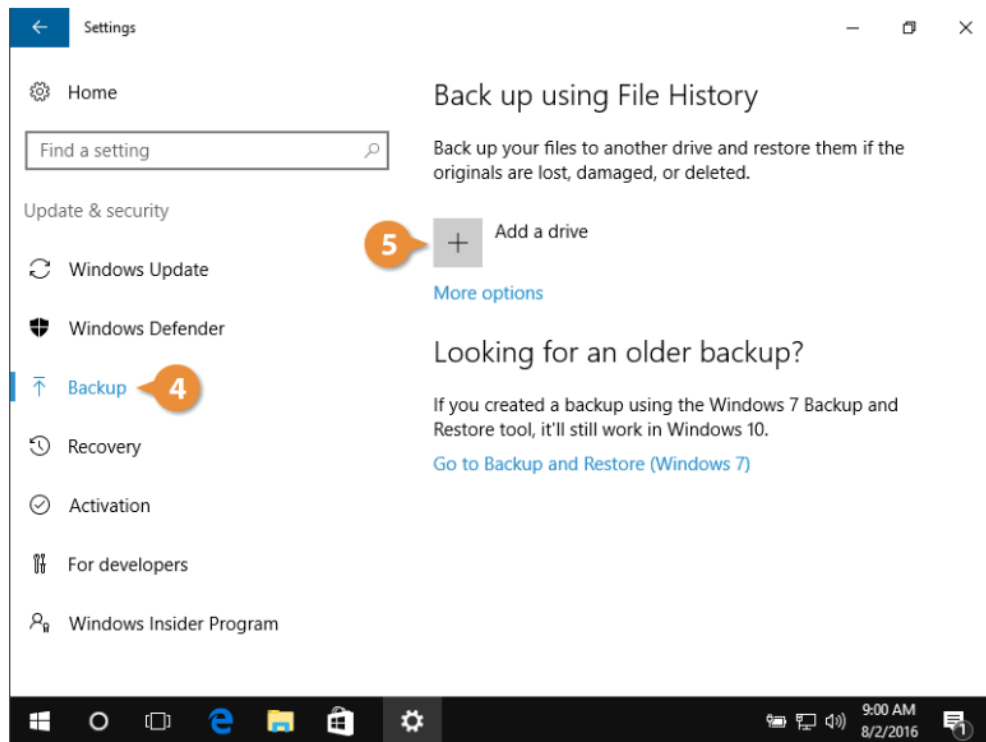 Settings
Home
Find a setting
Update & security
Windows Update
Windows Defender
Backup
4
Recovery
Activation
For developers
Windows Insider Program
Back up using File History
Back up your files to another drive and restore them if the
originals are lost, damaged, or deleted.
5
Add a drive
More options
Looking for an older backup?
If you created a backup using the Windows 7 Backup and
Restore tool, it'll still work in Windows 10.
Go to Backup and Restore (Windows 7)
9:00 AM
8/2/2016
1